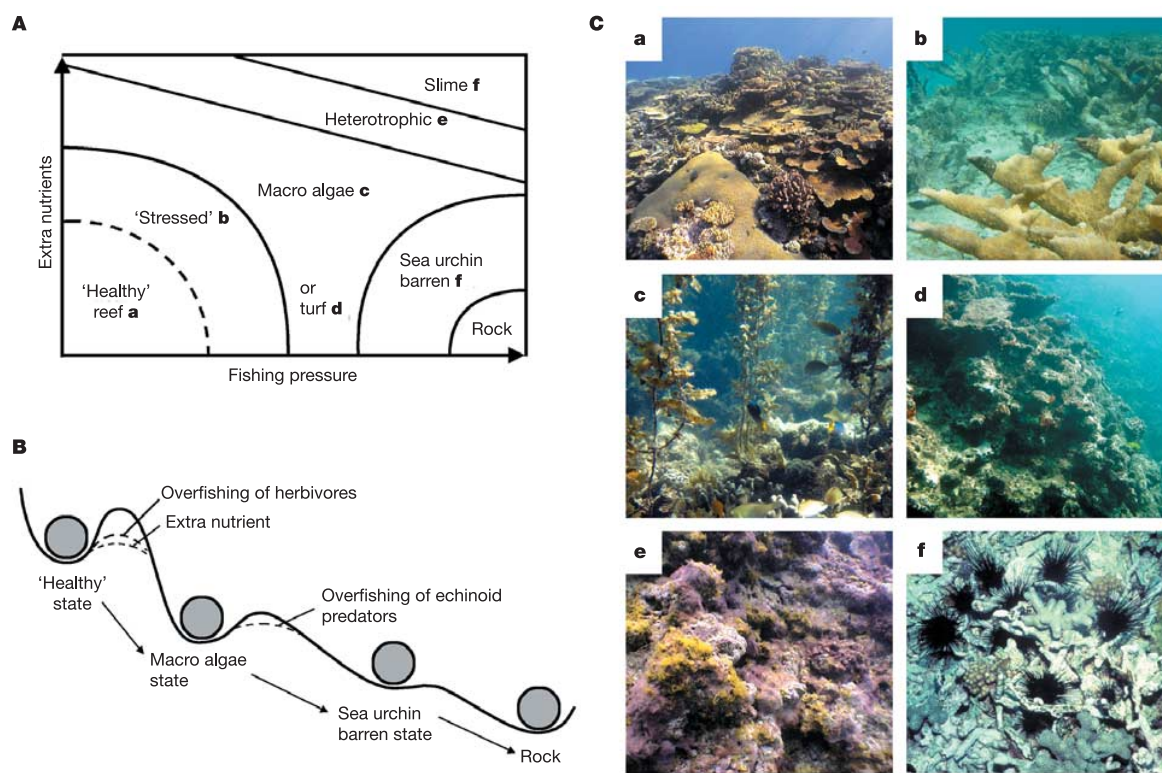 A
Extra nutrients
Slime f
Heterotrophic e
Macro algae c
'Stressed' b
'Healthy'
reef a
or
turf d
Sea urchin
barren f
Rock
Fishing pressure
B
Overfishing of herbivores
Extra nutrient
'Healthy'
state
Overfishing of echinoid
predators
Macro algae
state
Sea urchin
barren state
Rock
C
a
b
c
d
e
f